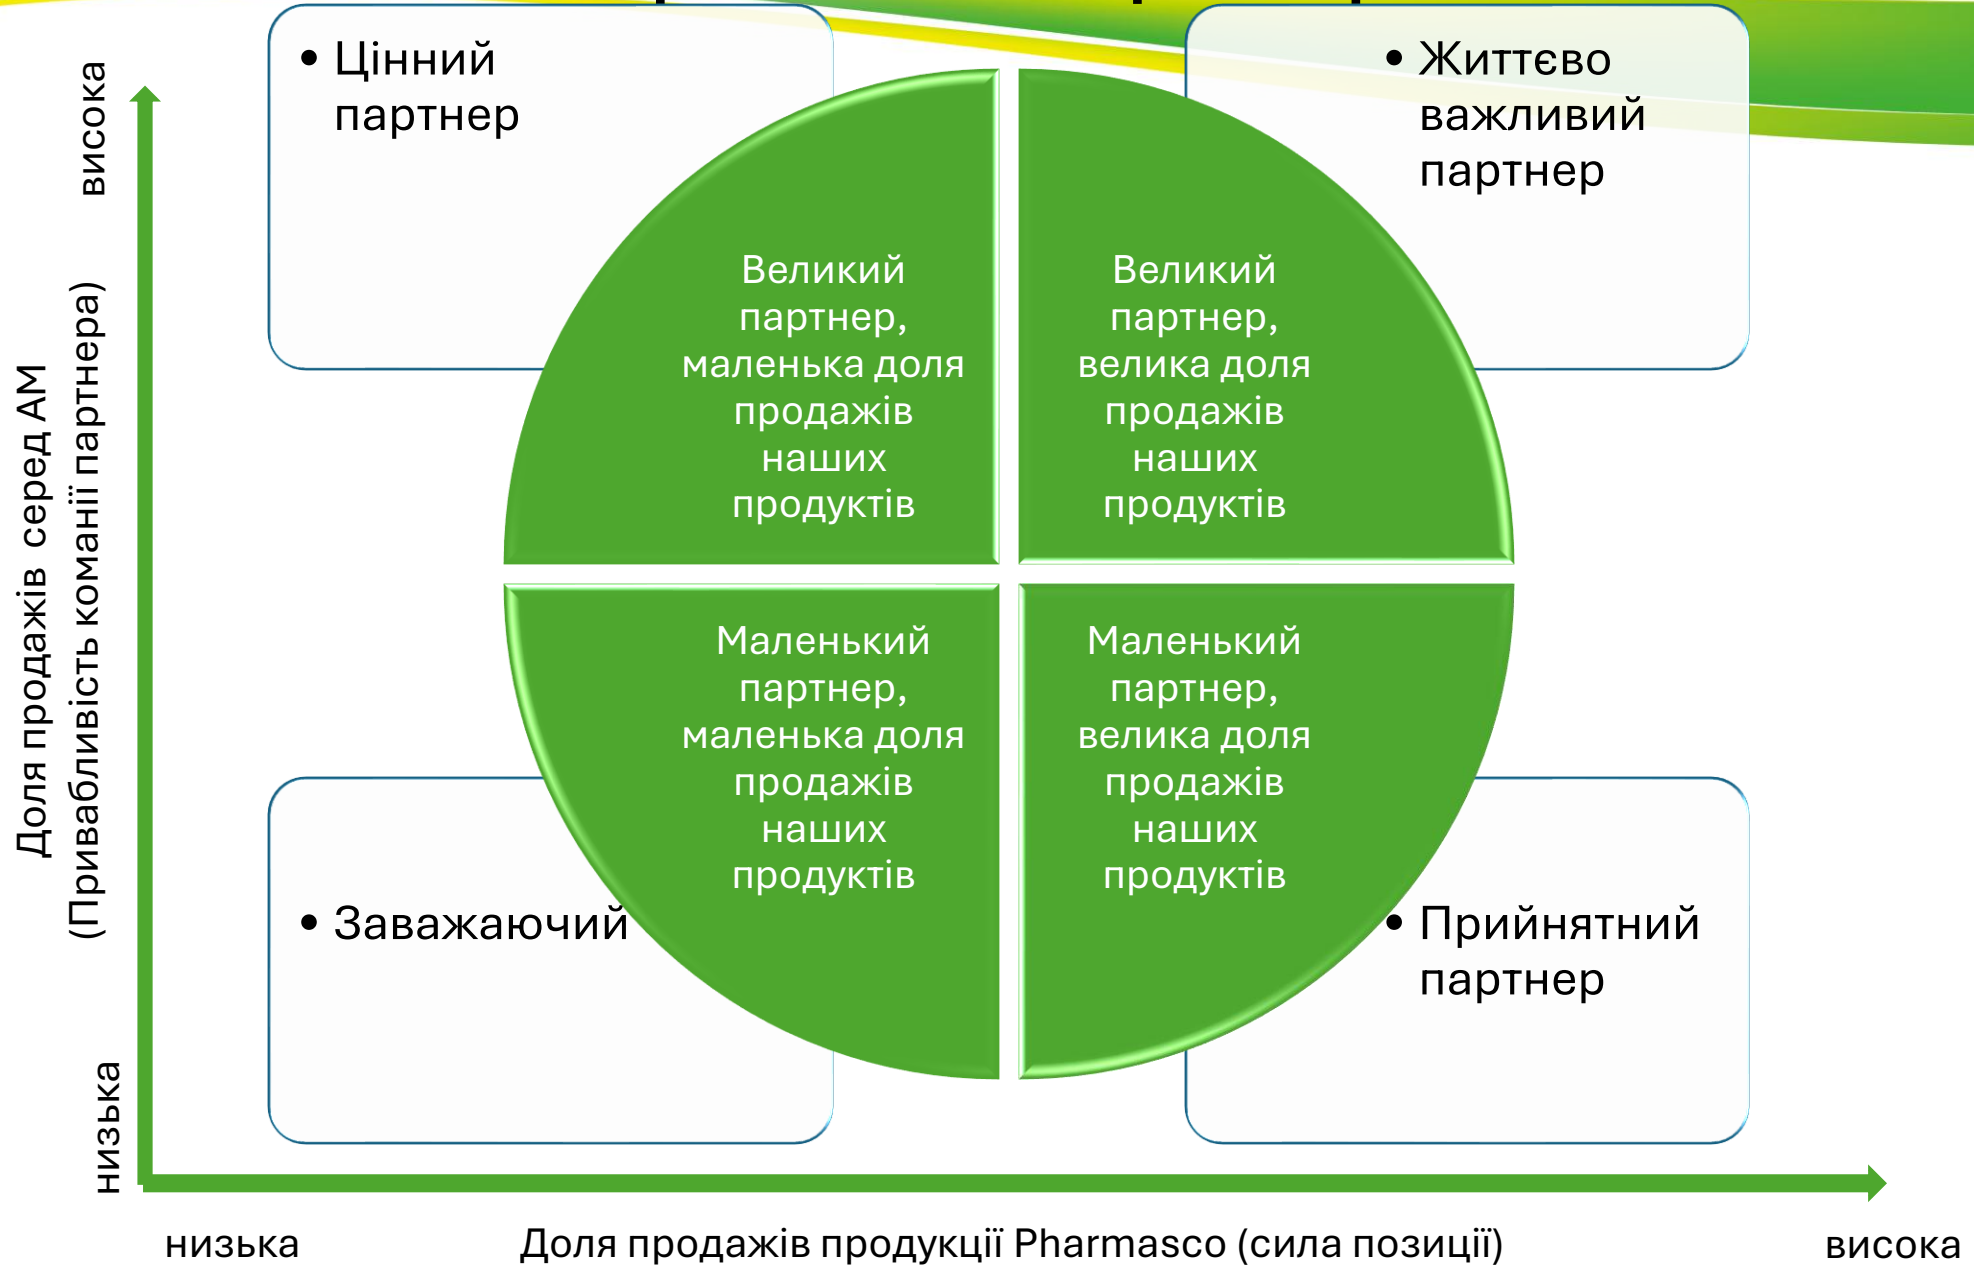 • Цінний
партнер
• Життєво
важливий
партнер
висока
Доля продажів  серед АМ
(Привабливість команії партнера)
низька
Великий
партнер,
маленька доля
продажів
наших
продуктів
Великий
партнер,
велика доля
продажів
наших
продуктів
Маленький
партнер,
маленька доля
продажів
наших
продуктів
Маленький
партнер,
велика доля
продажів
наших
продуктів
• Заважаючий
• Прийнятний
партнер
низька
Доля продажів продукції Pharmasco (сила позиції)
висока